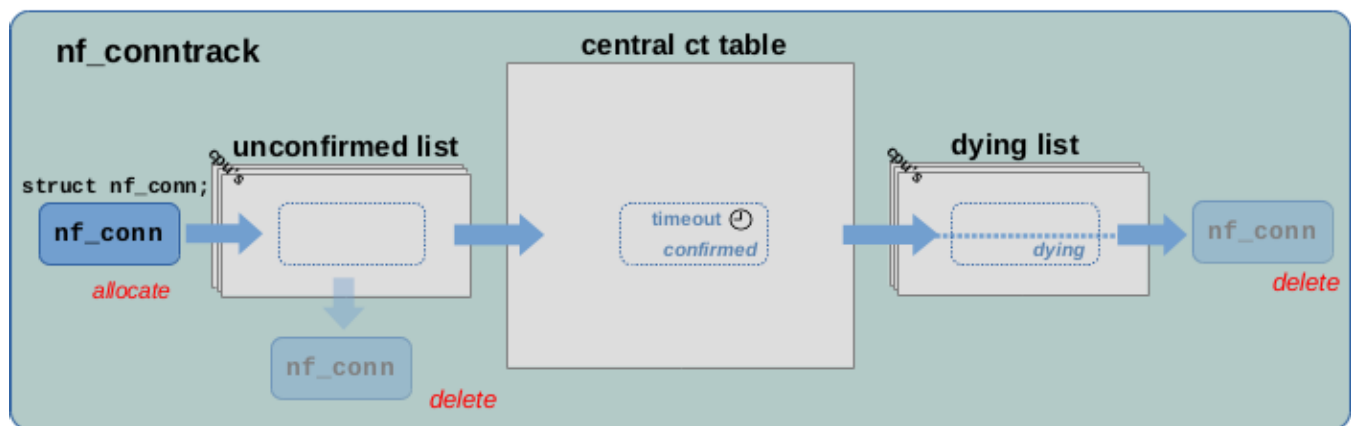 nf_conntrack
central ct table
unconfirmed list
cpu's
dying list
cpu's
struct nf_conn;
nf_conn
allocate
timeout
confirmed
dying
nf_conn
delete
nf_conn
delete